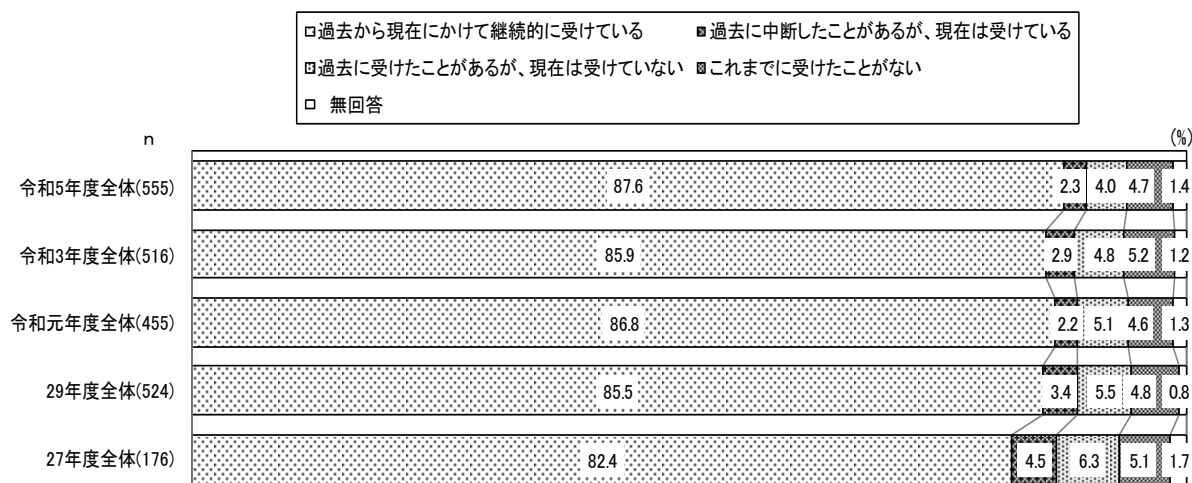 過去から現在にかけて継続的に受けている 過去に中断したことがあるが、現在は受けている
過去に受けたことがあるが、現在は受けていない これまでに受けたことがない
無回答
n (%)
令和5年度全体(555) 87.6 2.3 4.0 4.7 1.4
令和3年度全体(516) 85.9 2.9 4.8 5.2 1.2
令和元年度全体(455) 86.8 2.2 5.1 4.6 1.3
29年度全体(524) 85.5 3.4 5.5 4.8 0.8
27年度全体(176) 82.4 4.5 6.3 5.1 1.7